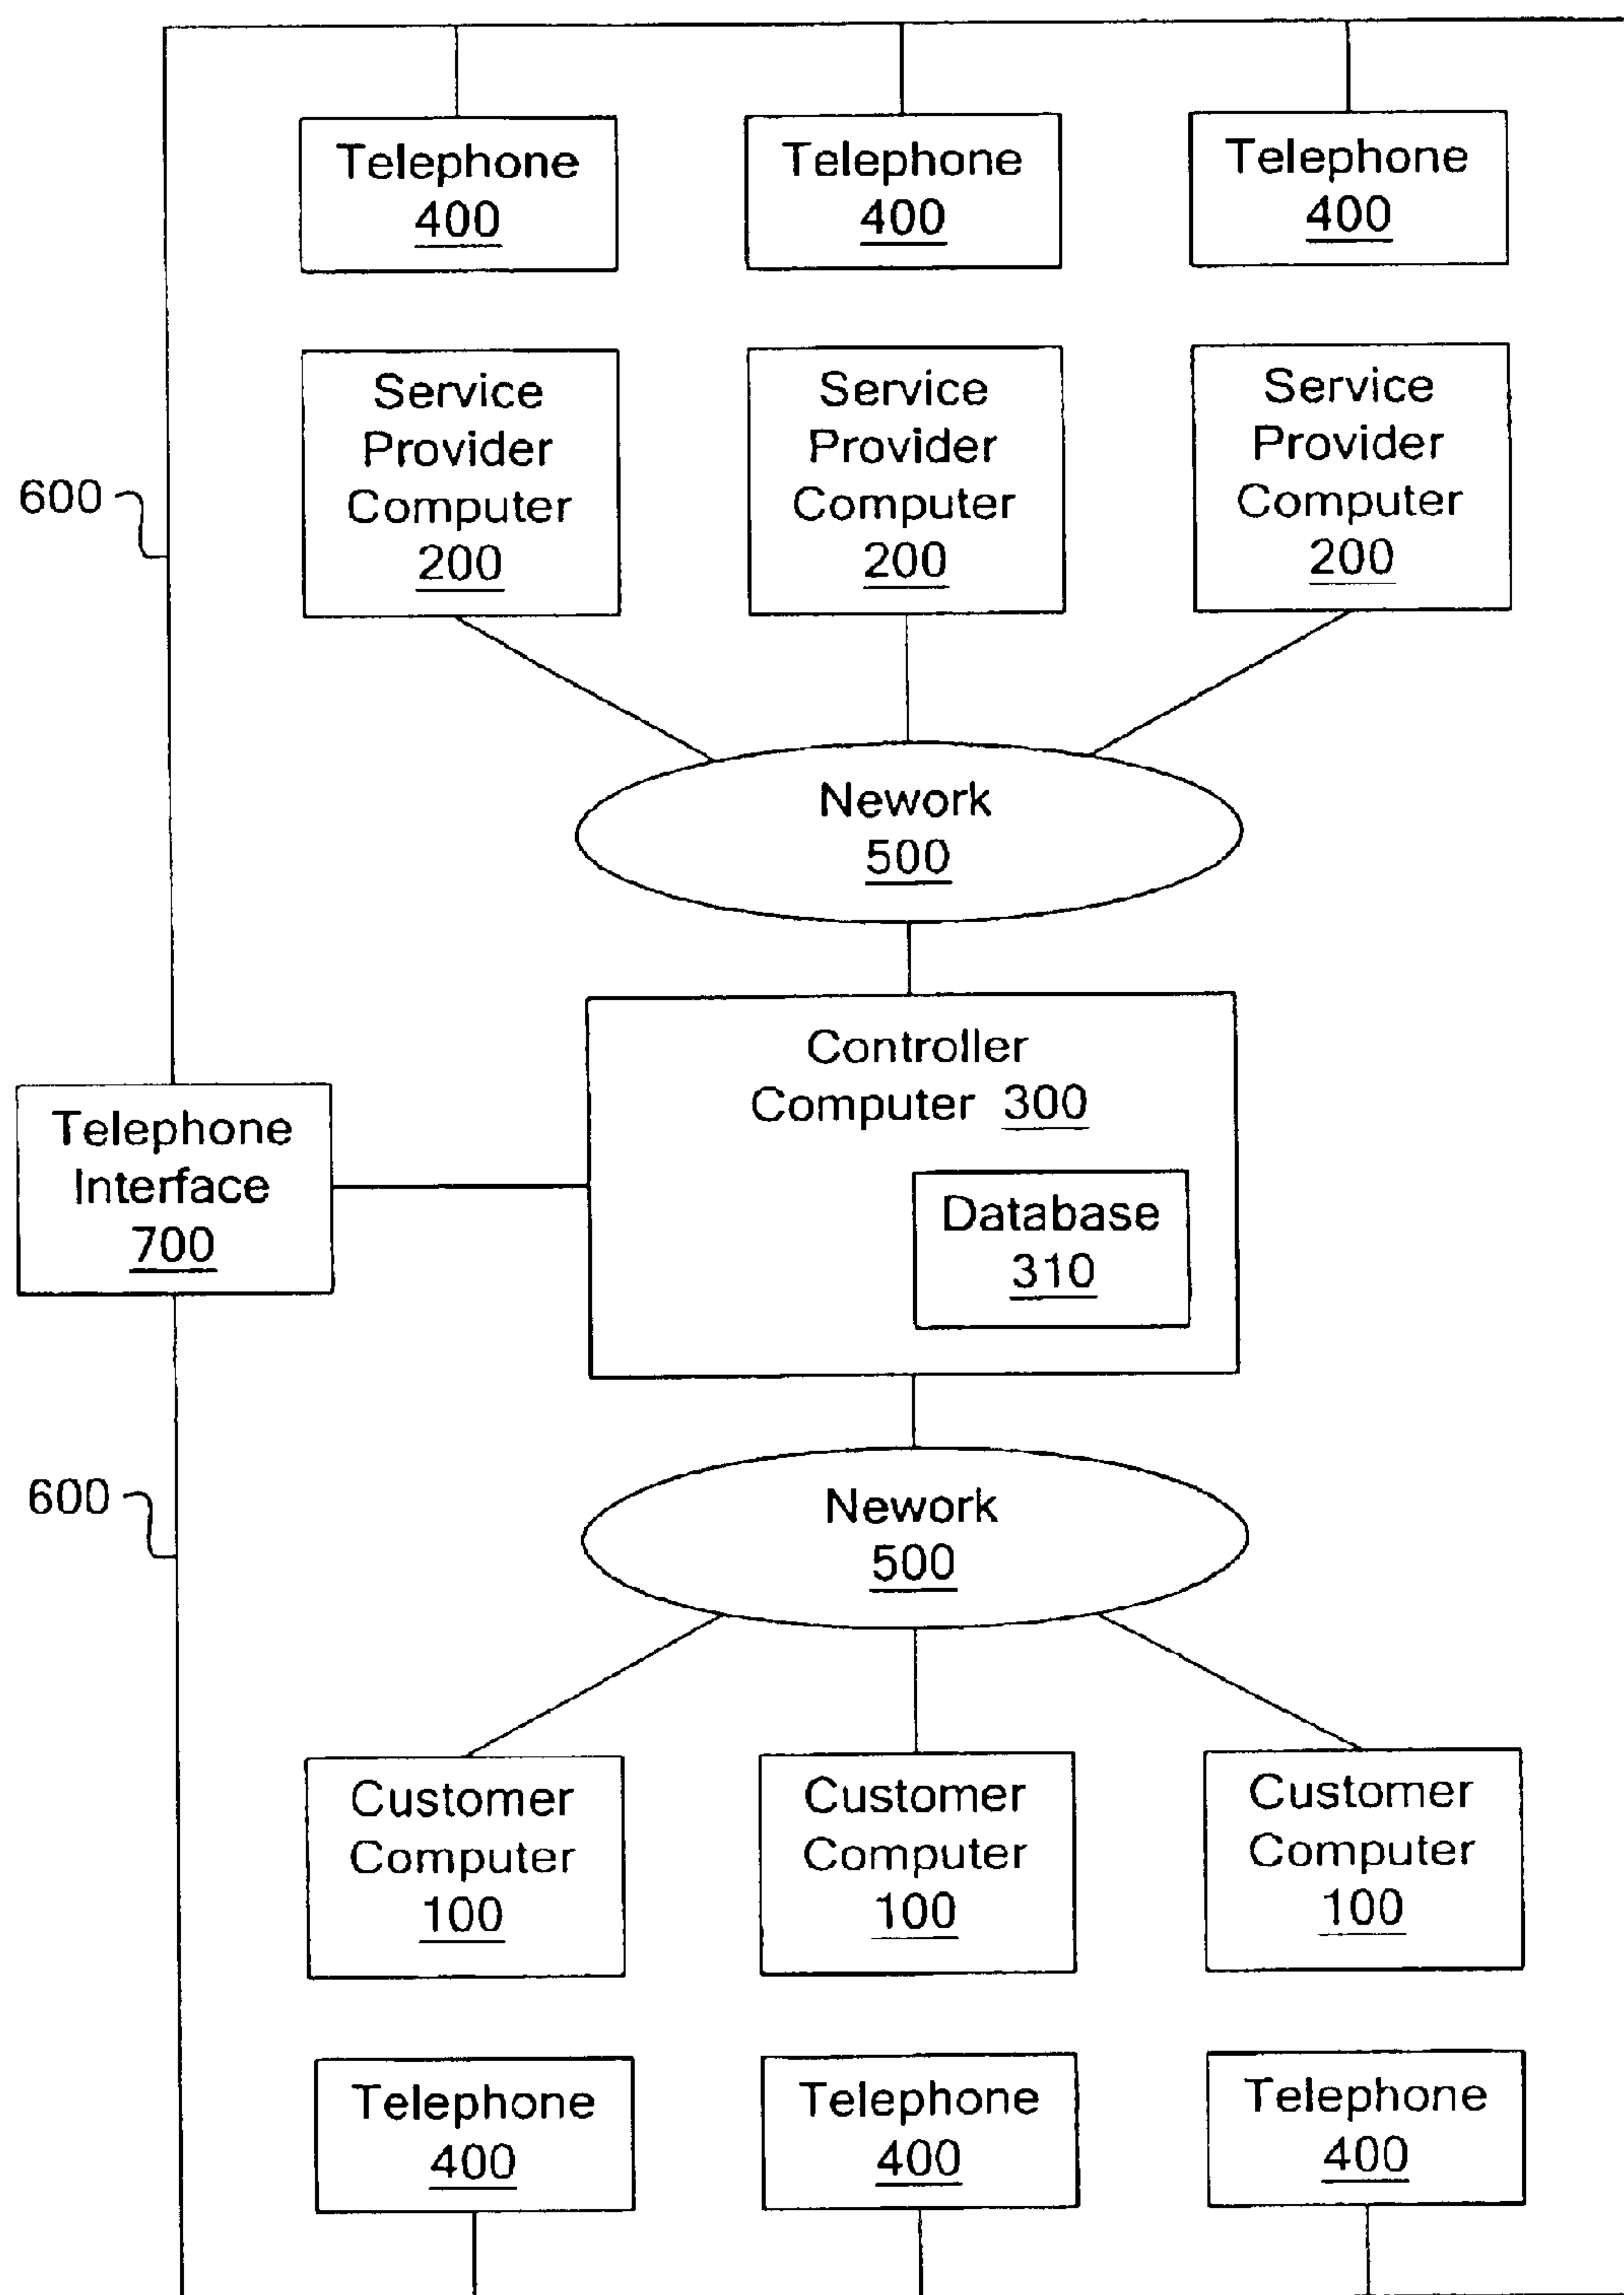 Telephone
400
Telephone
400
Telephone
400
Service
Provider
Computer
200
Service
Provider
Computer
200
Service
Provider
Computer
200
600
Nework
500
Controller
Computer 300
Telephone
Interface
700
Database
310
600
Nework
500
Customer
Computer
100
Customer
Computer
100
Customer
Computer
100
Telephone
400
Telephone
400
Telephone
400